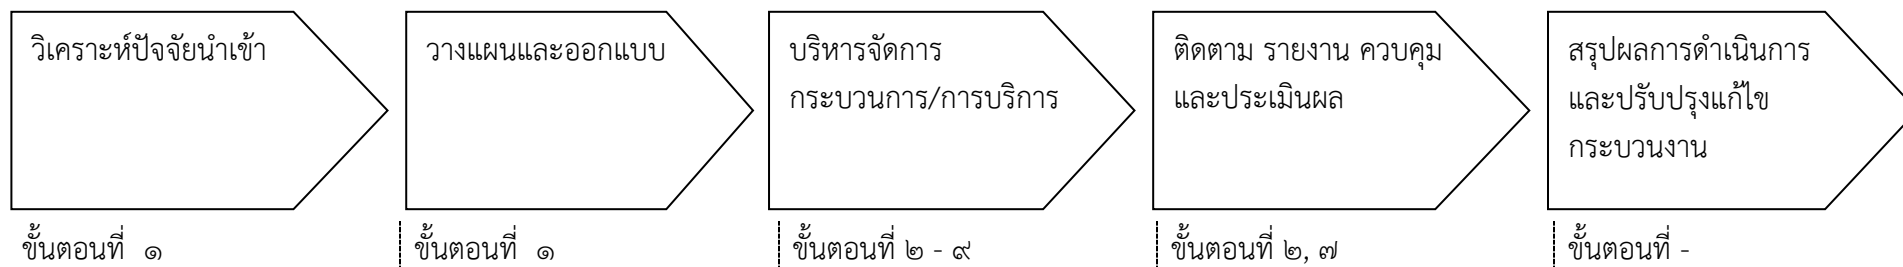 วิเคราะห์ปัจจัยนำเข้า
วางแผนและออกแบบ
บริหารจัดการ
กระบวนการ/การบริการ
ติดตาม รายงาน ควบคุม
และประเมินผล
สรุปผลการดำเนินการ
และปรับปรุงแก้ไข
กระบวนงาน
ขั้นตอนที่ ๑
ขั้นตอนที่ ๑
ขั้นตอนที่ ๒ - ๙
ขั้นตอนที่ ๒, ๗
ขั้นตอนที่ -